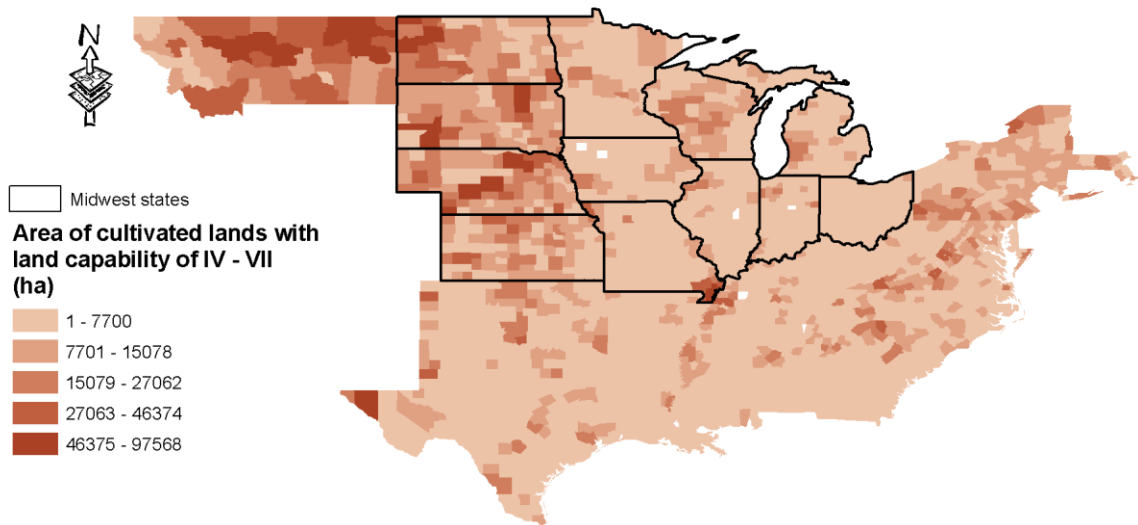 N
Midwest states
Area of cultivated lands with
land capability of IV - VII
(ha)
1 - 7700
7701 - 15078
15079 - 27062
27063 - 46374
46375 - 97568